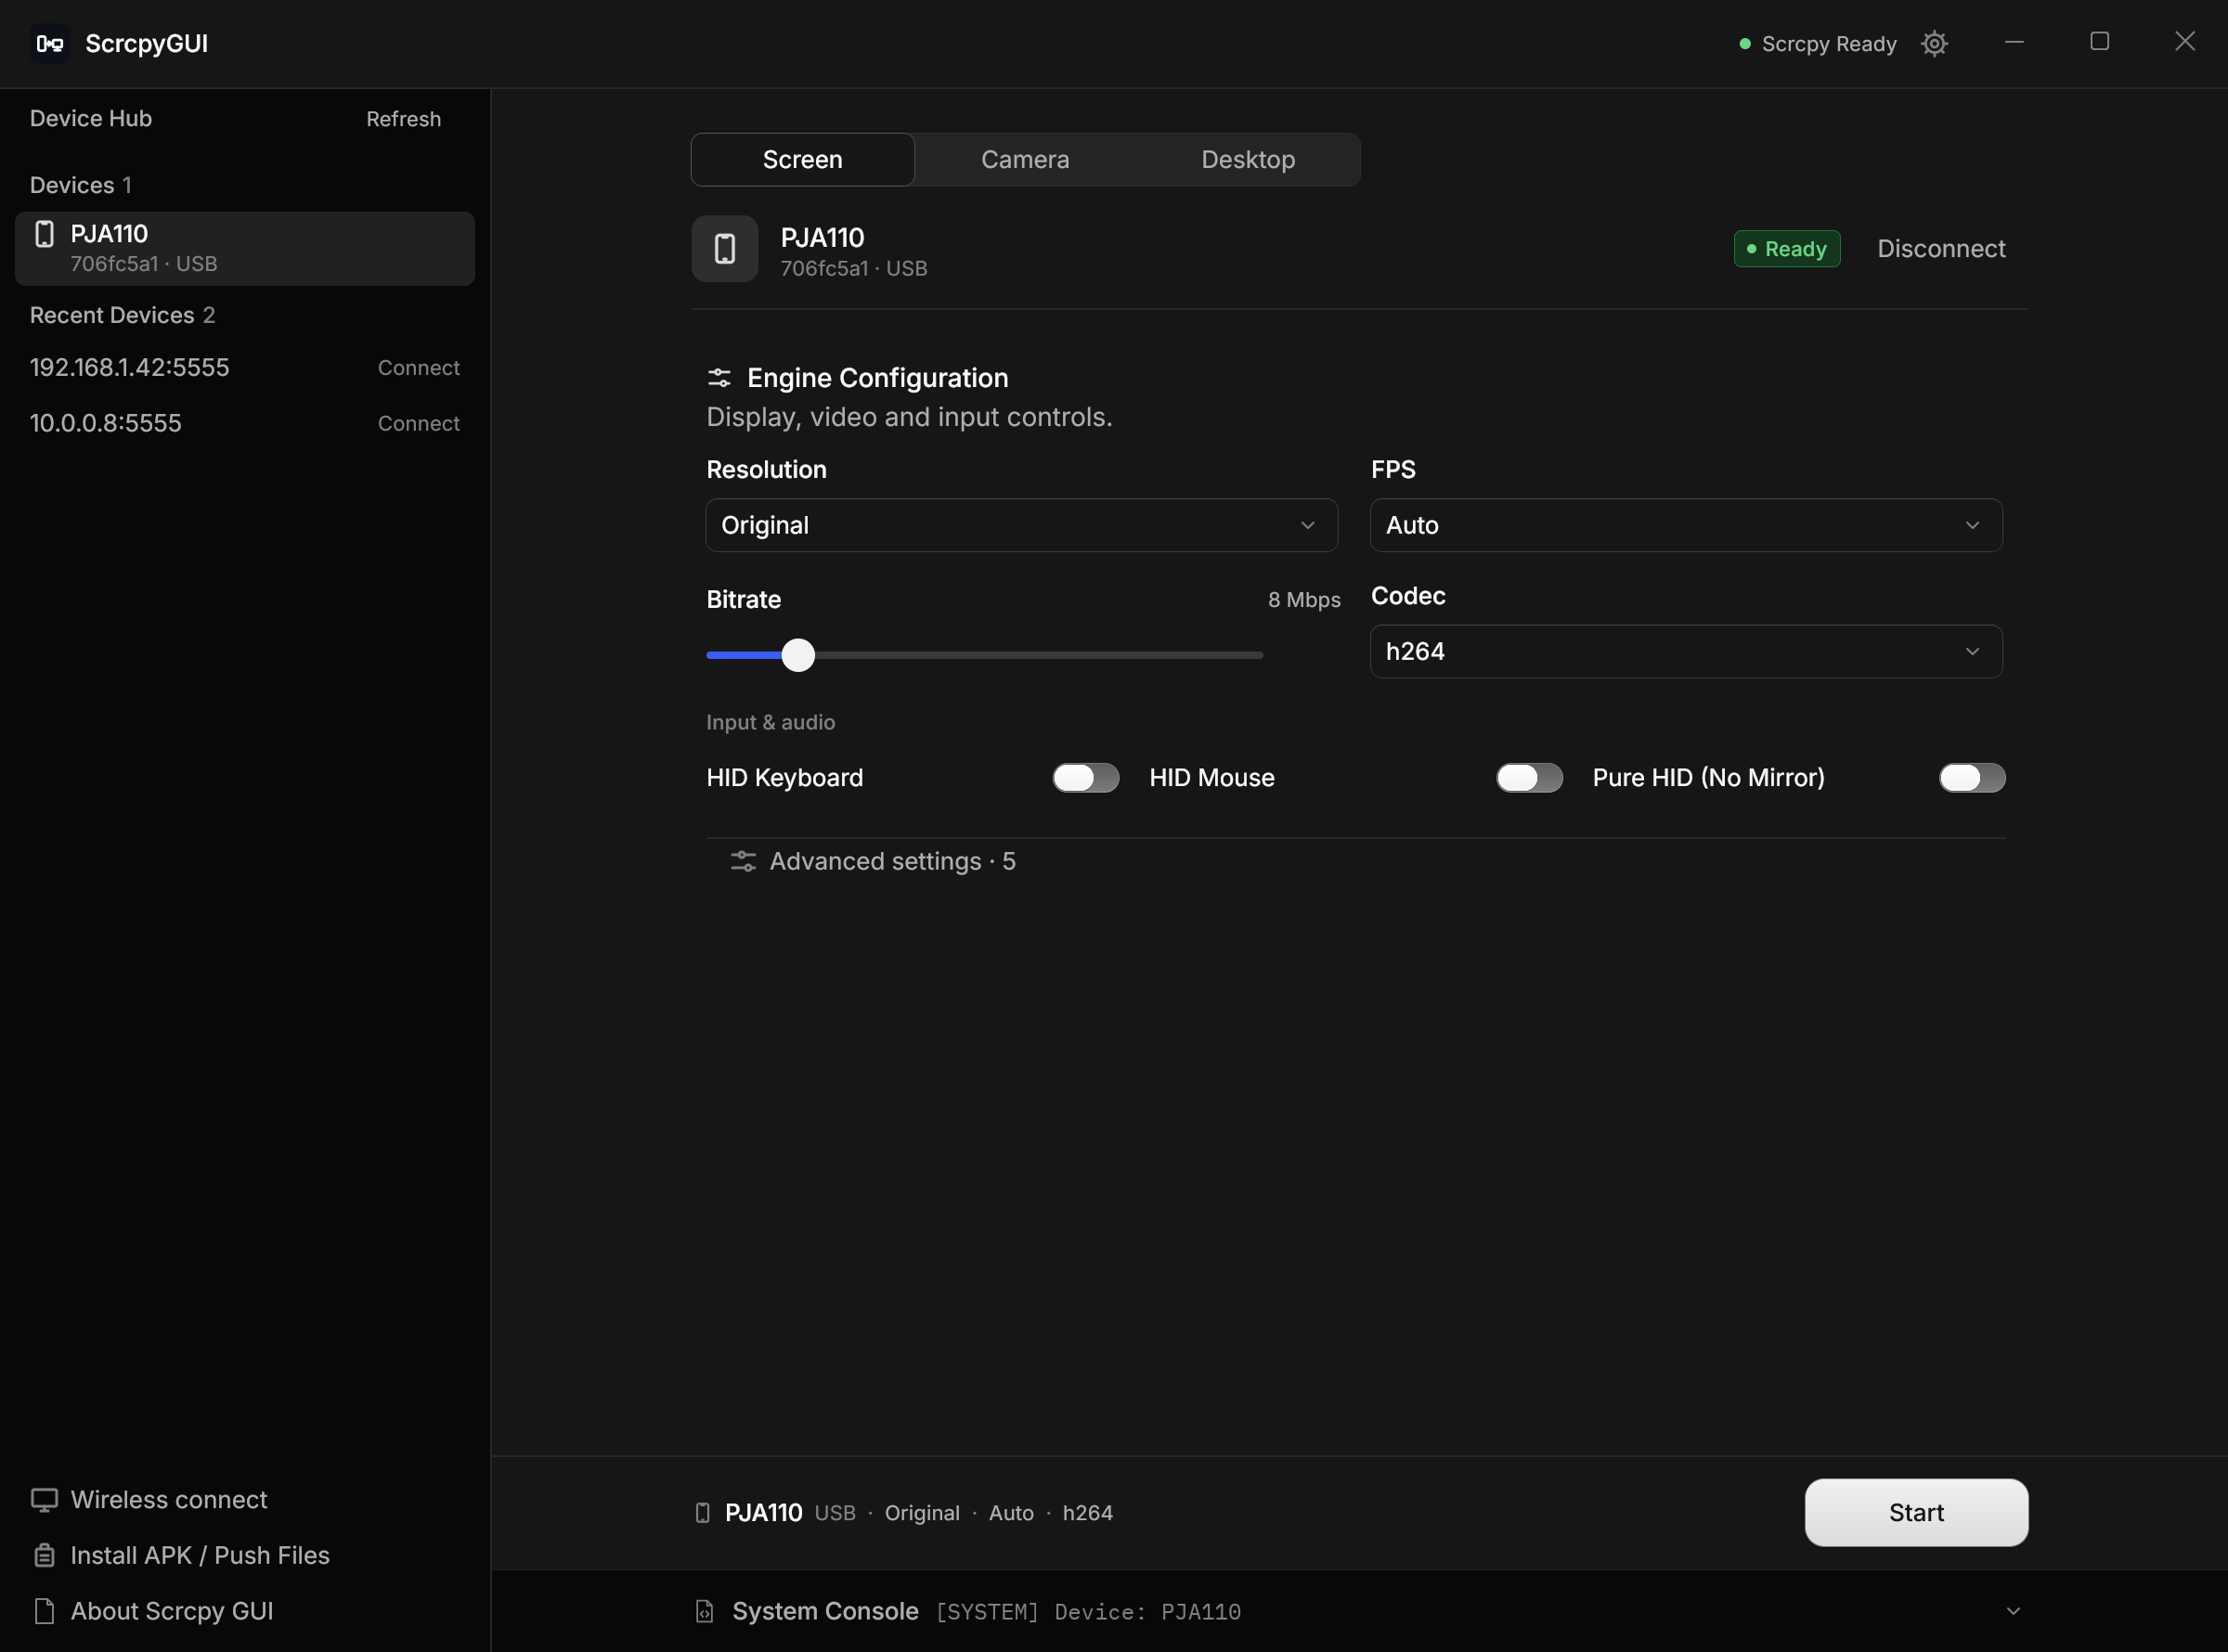 ScrcpyGUI
Scrcpy Ready
Device Hub
Refresh
Devices 1
PJA110
706fc5a1 · USB
Recent Devices 2
192.168.1.42:5555
Connect
10.0.0.8:5555
Connect
Wireless connect
Install APK / Push Files
About Scrcpy GUI
Screen
Camera
Desktop
PJA110
706fc5a1 · USB
Ready
Disconnect
Engine Configuration
Display, video and input controls.
Resolution
Original
FPS
Auto
Bitrate
8 Mbps
Codec
h264
Input & audio
HID Keyboard
HID Mouse
Pure HID (No Mirror)
Advanced settings · 5
PJA110 USB · Original · Auto · h264
Start
System Console [SYSTEM] Device: PJA110